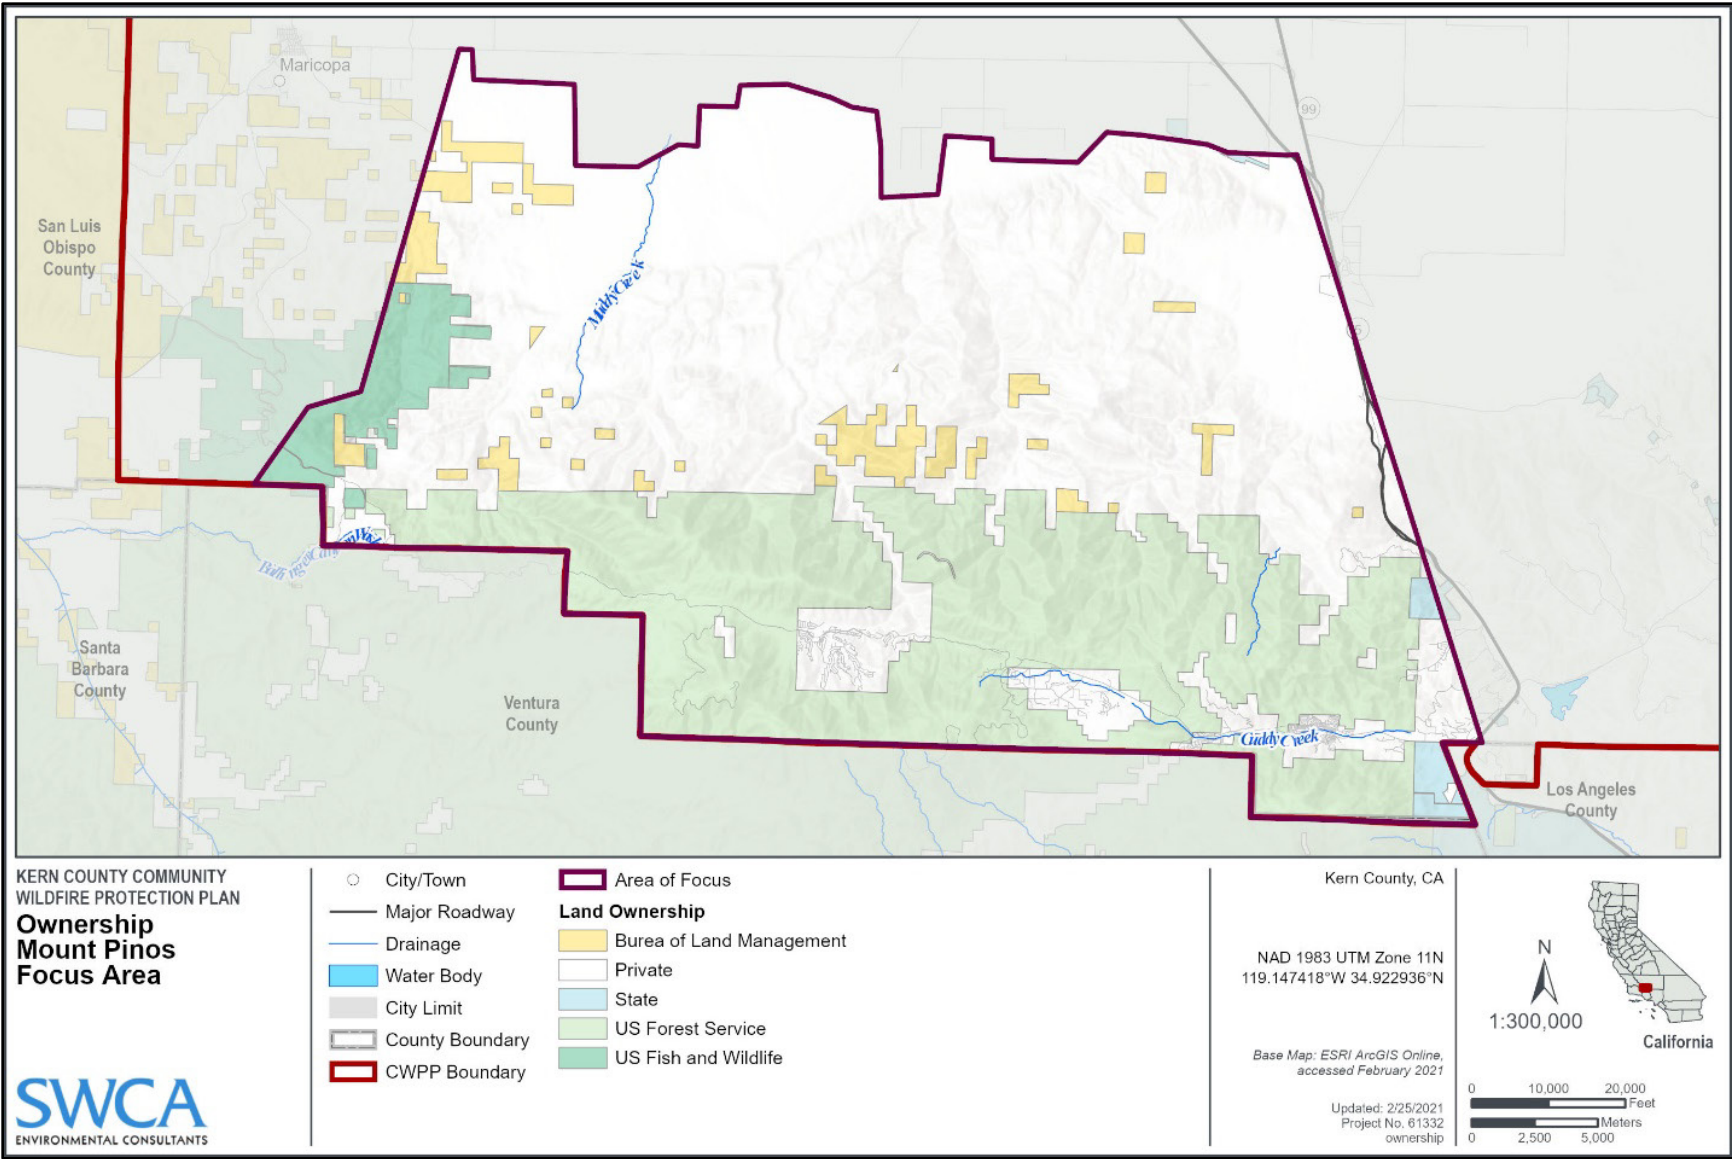 Maricopa
99
San Luis
Obispo
County
Santa
Barbara
County
Ventura
County
Cuddy Creek
Los Angeles
County
KERN COUNTY COMMUNITY
WILDFIRE PROTECTION PLAN
Ownership
Mount Pinos
Focus Area
SWCA
ENVIRONMENTAL CONSULTANTS
City/Town
Major Roadway
Drainage
Water Body
City Limit
County Boundary
CWPP Boundary
Area of Focus
Land Ownership
Burea of Land Management
Private
State
US Forest Service
US Fish and Wildlife
Kern County, CA
NAD 1983 UTM Zone 11N
119.147418°W 34.922936°N
Base Map: ESRI ArcGIS Online,
accessed February 2021
Updated: 2/25/2021
Project No. 61332
ownership
N
1:300,000
California
0 10,000 20,000
Feet
Meters
0 2,500 5,000